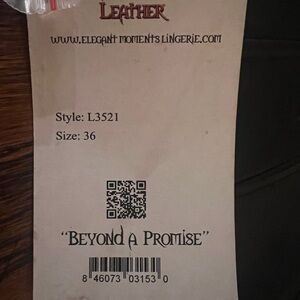 LEATHER
WWW.ELEGANTMOMENTSLINGERIE.COM
Style: L3521
Size: 36
"BEYOND A PROMISE"
8 46073 03153 0